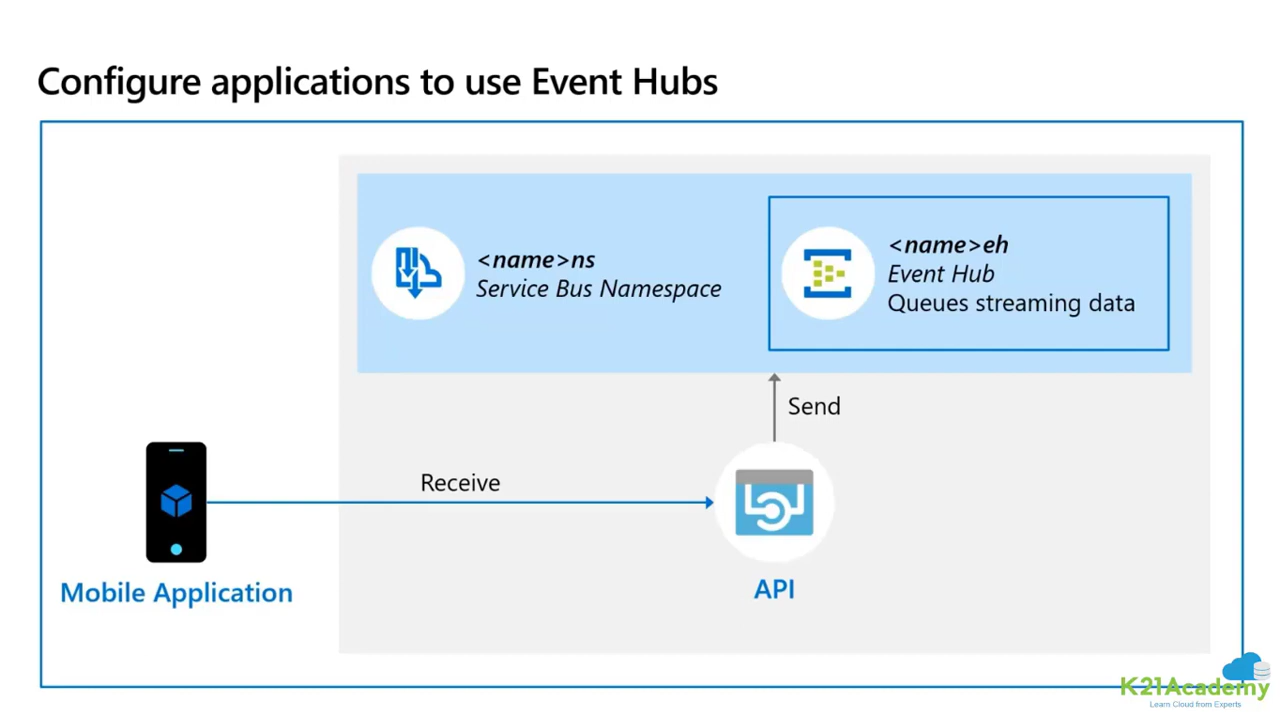 Configure applications to use Event Hubs
<name>ns
Service Bus Namespace
<name>eh
Event Hub
Queues streaming data
Send
Receive
Mobile Application
API
K21Academy
Learn Cloud from Experts